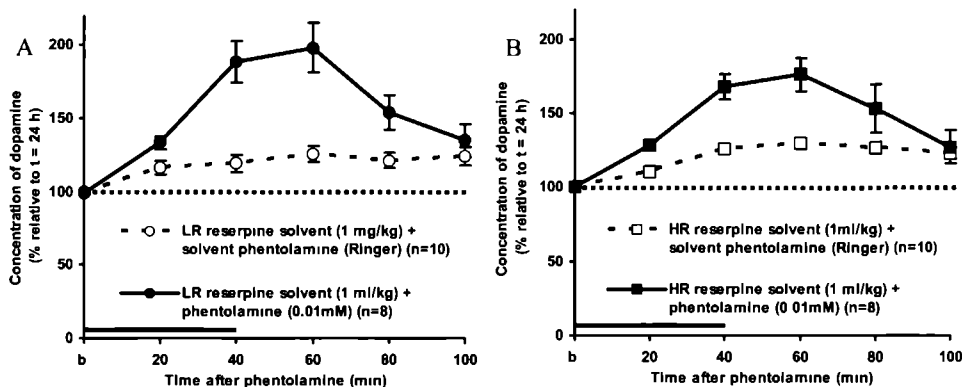 A
Concentration of dopamine
(% relative to t = 24 h)
200
150
100
50
0
LR reserpine solvent (1 mg/kg) +
solvent phentolamine (Ringer) (n=10)
LR reserpine solvent (1 ml/kg) +
phentolamine (0.01mM) (n=8)
b 20 40 60 80 100
Time after phentolamine (min)
B
Concentration of dopamine
(% relative to t = 24 h)
200
150
100
50
0
HR reserpine solvent (1ml/kg) +
solvent phentolamine (Ringer) (n=10)
HR reserpine solvent (1 ml/kg) +
phentolamine (0 01mM) (n=8)
b 20 40 60 80 100
Time after phentolamine (min)